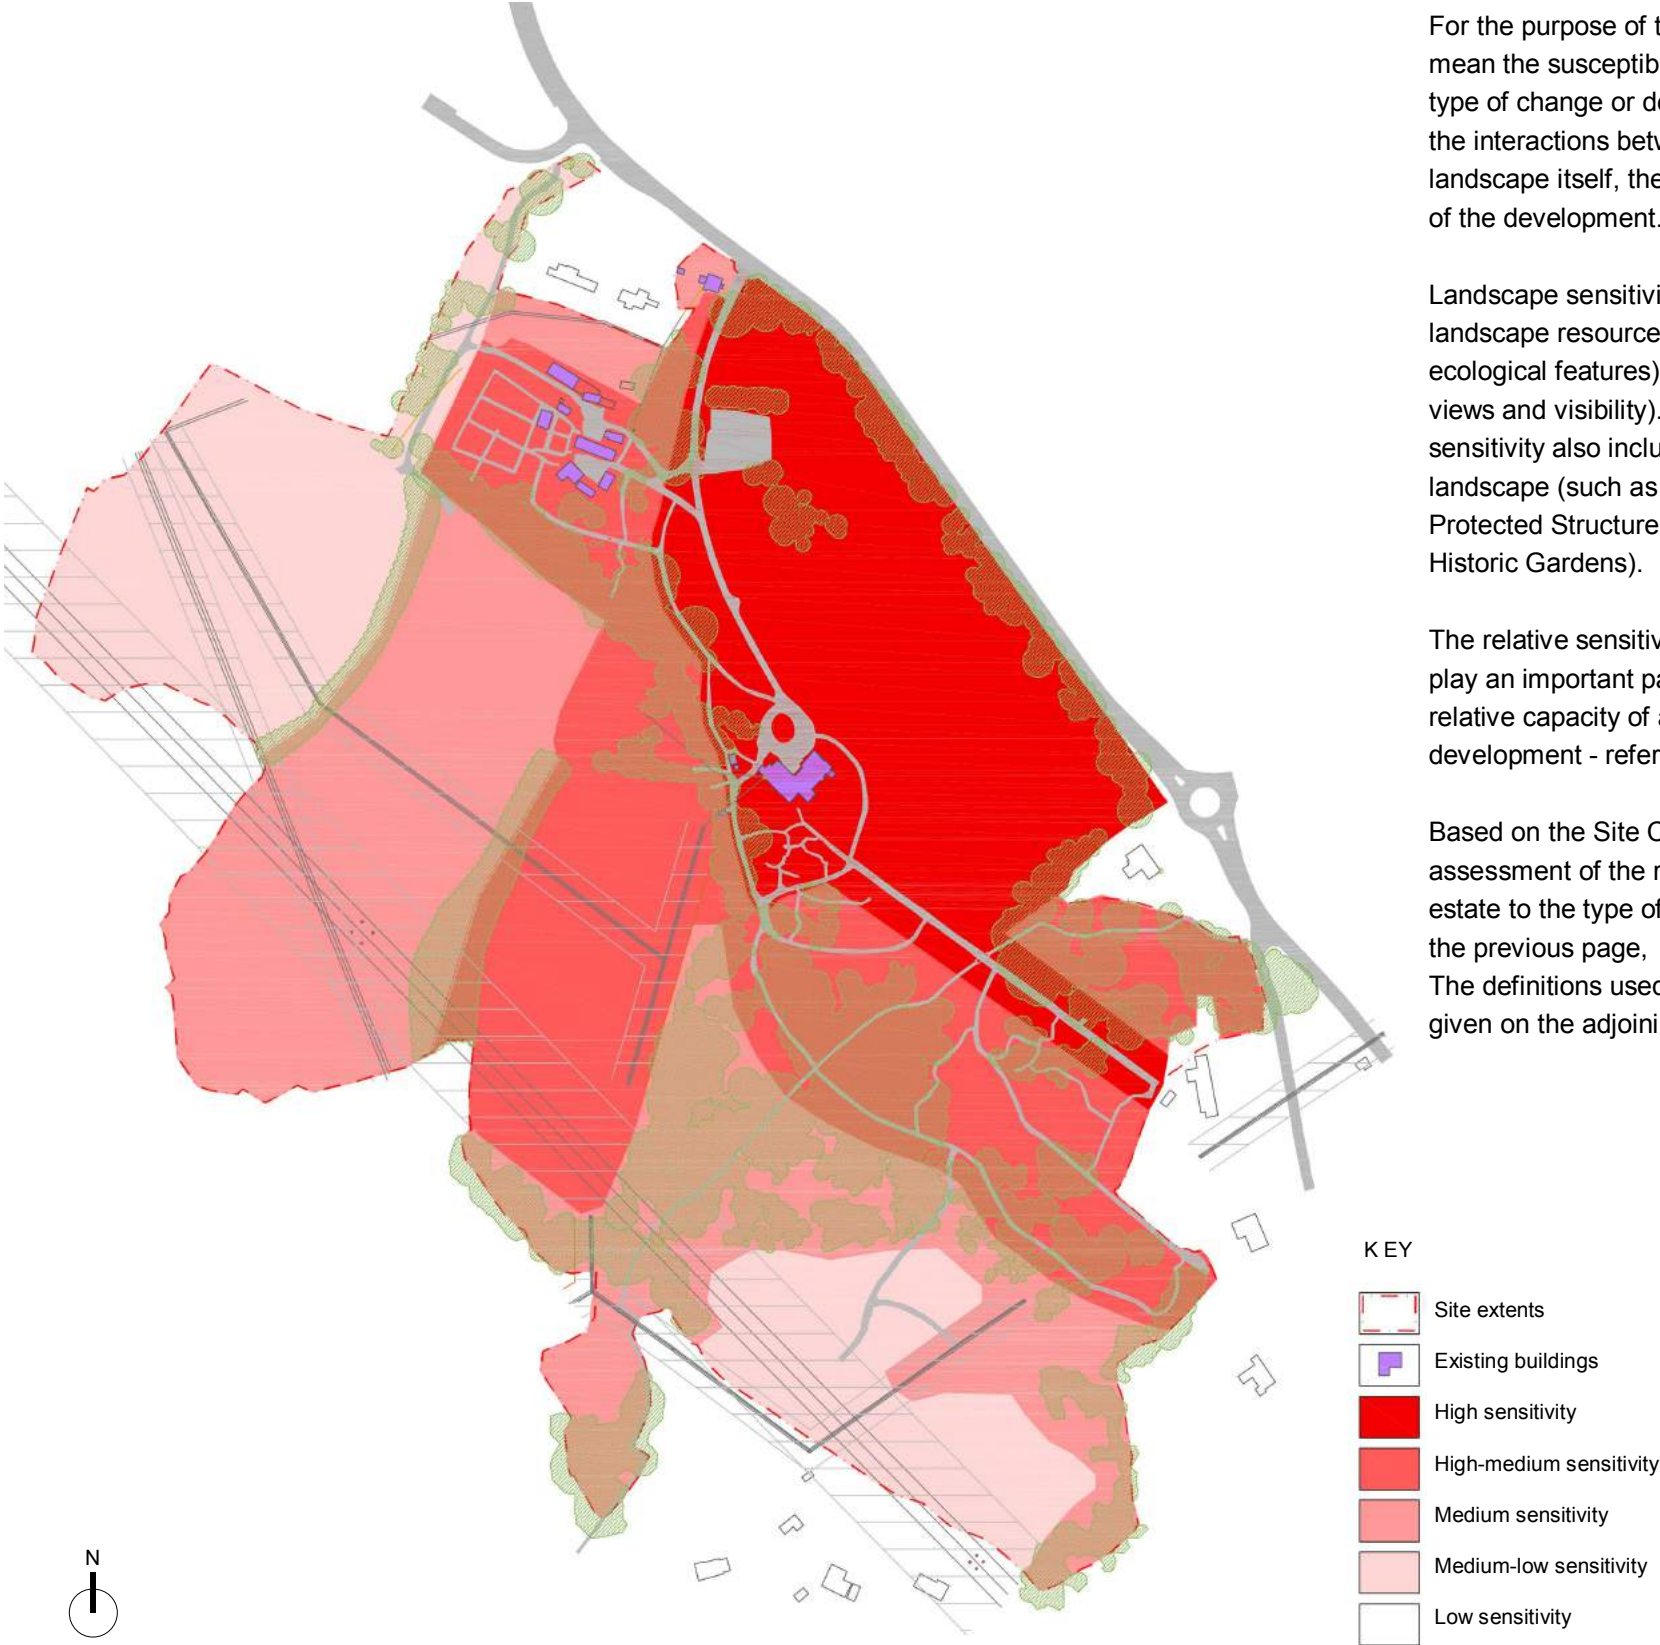 For the purpose of
mean the susceptib
type of change or d
the interactions bet
landscape itself, the
of the development.
Landscape sensitivi
landscape resource
ecological features)
views and visibility).
sensitivity also inclu
landscape (such as
Protected Structure
Historic Gardens).
The relative sensitiv
play an important pa
relative capacity of a
development - refer
Based on the Site C
assessment of the r
estate to the type of
the previous page,
The definitions used
given on the adjoini
K EY
Site extents
Existing buildings
High sensitivity
High-medium sensitivity
Medium sensitivity
Medium-low sensitivity
Low sensitivity
N